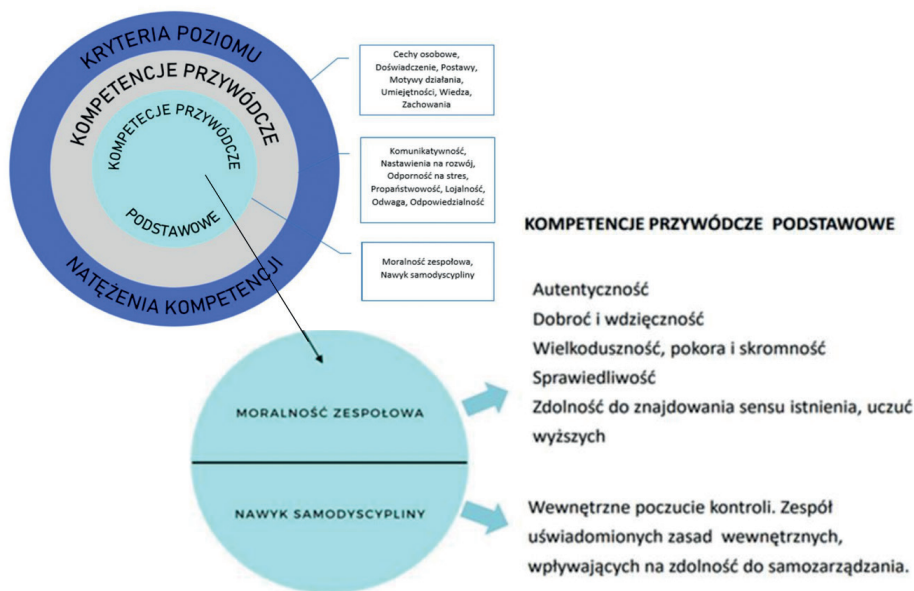 KRYTERIA POZIOMU
NATĘŻENIA KOMPETENCJI
KOMPETENCJE PRZYWÓDCZE
KOMPETECJE PRZYWÓDCZE
PODSTAWOWE
Cechy osobowe,
Doświadczenie, Postawy,
Motywy działania,
Umiejętności, Wiedza,
Zachowania
Komunikatywność,
Nastawienia na rozwój,
Odporność na stres,
Propaństwowość, Lojalność,
Odwaga, Odpowiedzialność
Moralność zespołowa,
Nawyk samodyscypliny
MORALNOŚĆ ZESPOŁOWA
NAWYK SAMODYSCYPLINY
KOMPETENCJE PRZYWÓDCZE PODSTAWOWE
Autentyczność
Dobroć i wdzięczność
Wielkoduszność, pokora i skromność
Sprawiedliwość
Zdolność do znajdowania sensu istnienia, uczuć
wyższych
Wewnętrzne poczucie kontroli. Zespół
uświadomionych zasad wewnętrznych,
wpływających na zdolność do samozarządzania.